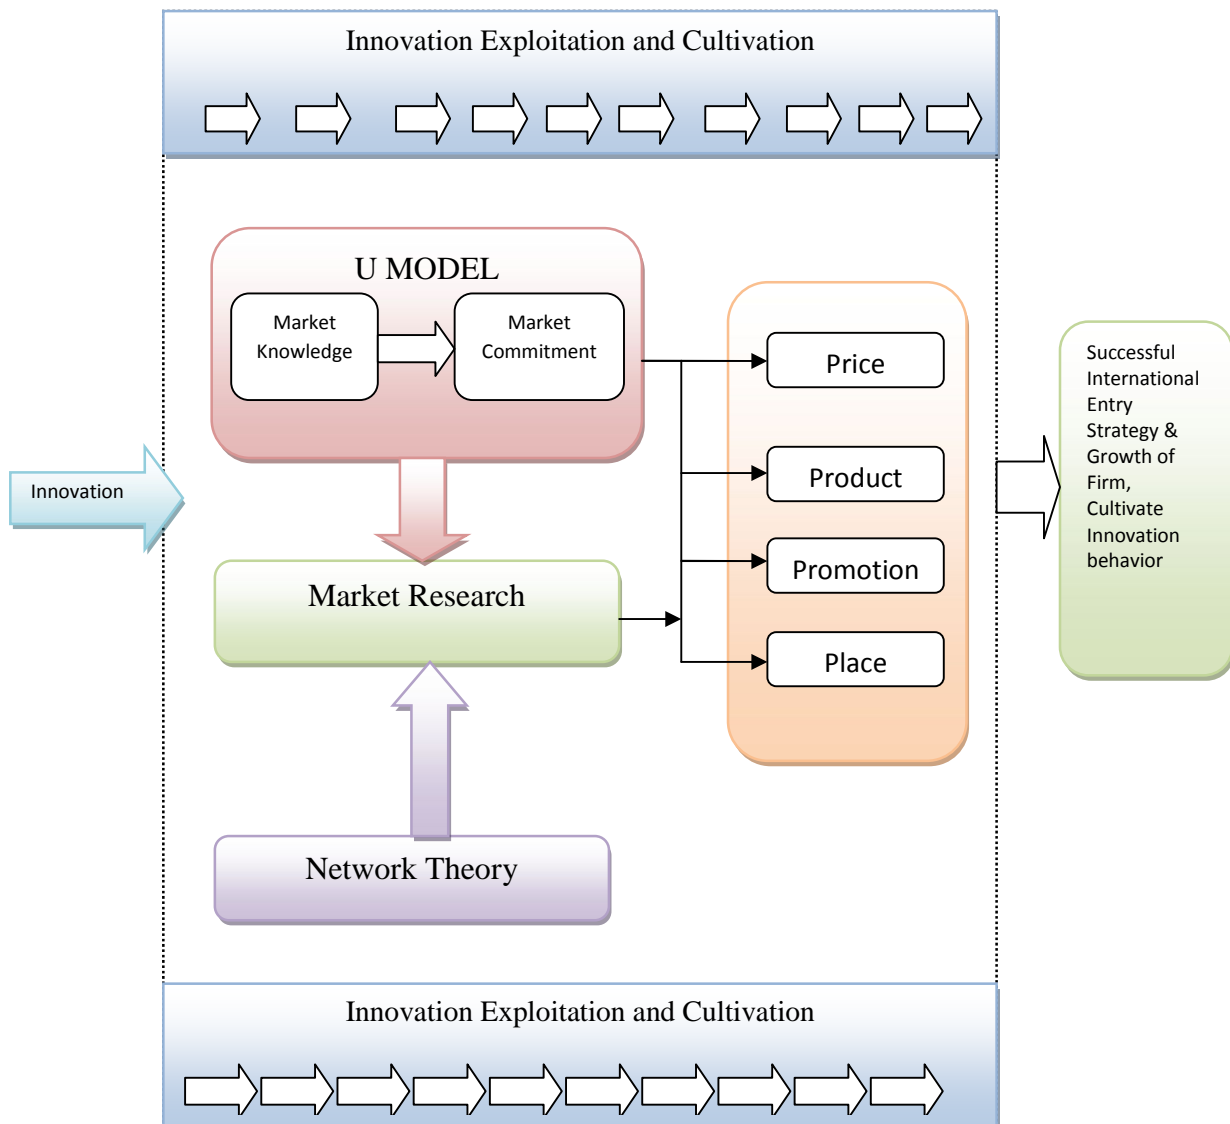 Innovation Exploitation and Cultivation
U MODEL
Market
Knowledge
Market
Commitment
Price
Product
Promotion
Place
Innovation
Market Research
Network Theory
Successful
International
Entry
Strategy &
Growth of
Firm,
Cultivate
Innovation
behavior
Innovation Exploitation and Cultivation